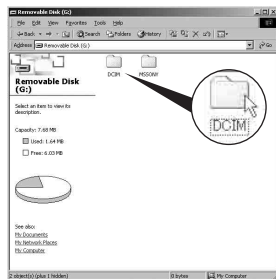 Removable Disk (G:)
File Edit View Favorites Tools Help
Back Search Folders History
Address Removable Disk (G:) Go
Removable Disk (G:)
DCIM MSSONY
Select an item to view its description.
Capacity: 7.68 MB
Used: 1.64 MB
Free: 6.03 MB
DCIM
See also:
My Documents
My Network Places
My Computer
2 object(s) (plus 1 hidden) 0 bytes My Computer